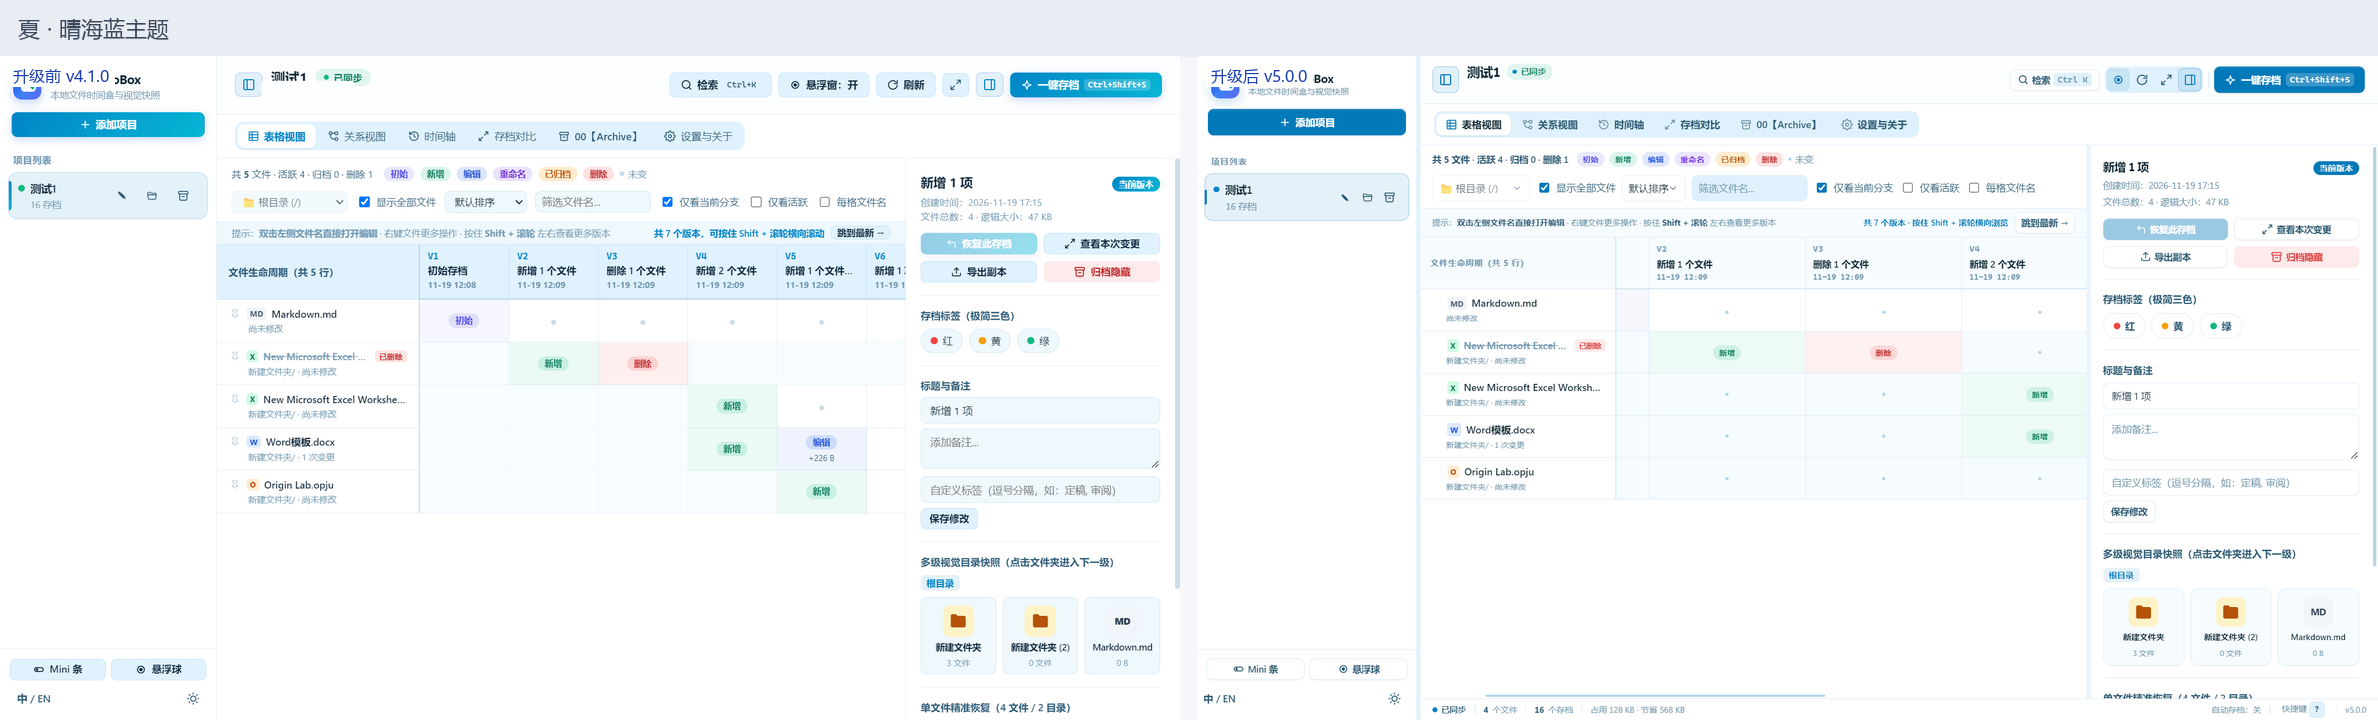 夏 · 晴海蓝主题
升级前 v4.1.0 oBox
本地文件时间盒与视觉快照
+ 添加项目
项目列表
测试1
16 存档
Mini 条 悬浮球
中 / EN
测试1 已同步
检索 Ctrl+K 悬浮窗：开 刷新 一键存档 Ctrl+Shift+S
表格视图 关系视图 时间轴 存档对比 00【Archive】 设置与关于
共 5 文件 · 活跃 4 · 归档 0 · 删除 1 初始 新增 编辑 重命名 已归档 删除 未变
根目录 (/) 显示全部文件 默认排序 筛选文件名... 仅看当前分支 仅看活跃 每格文件名
提示：双击左侧文件名直接打开编辑 · 右键文件更多操作 · 按住 Shift + 滚轮 左右查看更多版本 共 7 个版本，可按住 Shift + 滚轮横向滚动 跳到最新 →
文件生命周期（共 5 行）
V1 V2 V3 V4 V5 V6
初始存档 新增 1 个文件 删除 1 个文件 新增 2 个文件 新增 1 个文件... 新增 1
11-19 12:08 11-19 12:09 11-19 12:09 11-19 12:09 11-19 12:09 11-19
MD Markdown.md 初始
尚未修改
X New Microsoft Excel ... 已删除 新增 删除
新建文件夹/ · 尚未修改
X New Microsoft Excel Workshe... 新增
新建文件夹/ · 尚未修改
W Word模板.docx 新增 编辑
新建文件夹/ · 1 次变更 +226 B
O Origin Lab.opju 新增
新建文件夹/ · 尚未修改
新增 1 项 当前版本
创建时间：2026-11-19 17:15
文件总数：4 · 逻辑大小：47 KB
恢复此存档 查看本次变更
导出副本 归档隐藏
存档标签（极简三色）
红 黄 绿
标题与备注
新增 1 项
添加备注...
自定义标签（逗号分隔，如：定稿, 审阅）
保存修改
多级视觉目录快照（点击文件夹进入下一级）
根目录
MD
新建文件夹 新建文件夹 (2) Markdown.md
3 文件 0 文件 0 B
单文件精准恢复（4 文件 / 2 目录）
升级后 v5.0.0 Box
本地文件时间盒与视觉快照
+ 添加项目
项目列表
测试1
16 存档
Mini 条 悬浮球
中 / EN
测试1 已同步
检索 Ctrl K 一键存档 Ctrl+Shift+S
表格视图 关系视图 时间轴 存档对比 00【Archive】 设置与关于
共 5 文件 · 活跃 4 · 归档 0 · 删除 1 初始 新增 编辑 重命名 已归档 删除 未变
根目录 (/) 显示全部文件 默认排序 筛选文件名... 仅看当前分支 仅看活跃 每格文件名
提示：双击左侧文件名直接打开编辑 · 右键文件更多操作 · 按住 Shift + 滚轮 左右查看更多版本 共 7 个版本 · 按住 Shift + 滚轮横向浏览 跳到最新 →
文件生命周期（共 5 行）
V2 V3 V4
新增 1 个文件 删除 1 个文件 新增 2 个文件
11-19 12:09 11-19 12:09 11-19 12:09
MD Markdown.md
尚未修改
X New Microsoft Excel ... 已删除 新增 删除
新建文件夹/ · 尚未修改
X New Microsoft Excel Worksh... 新增
新建文件夹/ · 尚未修改
W Word模板.docx 新增
新建文件夹/ · 1 次变更
O Origin Lab.opju
新建文件夹/ · 尚未修改
新增 1 项 当前版本
创建时间：2026-11-19 17:15
文件总数：4 · 逻辑大小：47 KB
恢复此存档 查看本次变更
导出副本 归档隐藏
存档标签（极简三色）
红 黄 绿
标题与备注
新增 1 项
添加备注...
自定义标签（逗号分隔，如：定稿, 审阅）
保存修改
多级视觉目录快照（点击文件夹进入下一级）
根目录
MD
新建文件夹 新建文件夹 (2) Markdown.md
3 文件 0 文件 0 B
单文件精准恢复（4 文件 / 2 目录）
已同步 4 个文件 16 个存档 占用 128 KB · 节省 568 KB 自动存档：关 快捷键 ? v5.0.0